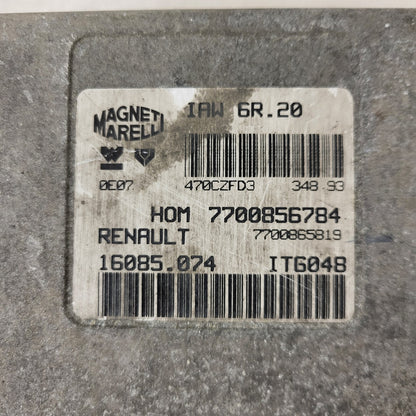 MAGNETI
MARELLI
IAW 6R.20
0E07 470CZFD3 348.93
HOM 7700856784
RENAULT 7700865819
16085.074 ITG048